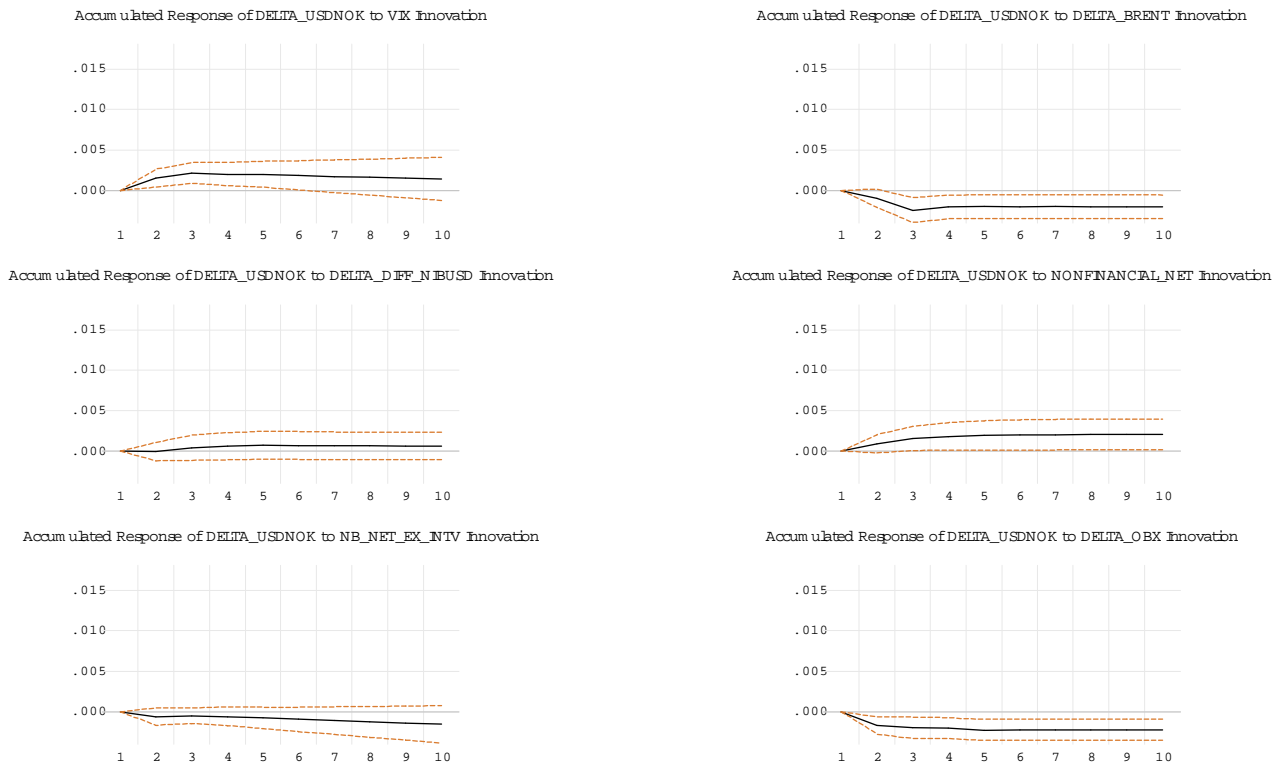 Accumulated Response of DELTA_USDNOK to VIX Innovation
.015
.010
.005
.000
1 2 3 4 5 6 7 8 9 10
Accumulated Response of DELTA_USDNOK to DELTA_BRENT Innovation
.015
.010
.005
.000
1 2 3 4 5 6 7 8 9 10
Accumulated Response of DELTA_USDNOK to DELTA_DIFF_NIBUSD Innovation
.015
.010
.005
.000
1 2 3 4 5 6 7 8 9 10
Accumulated Response of DELTA_USDNOK to NONFINANCIAL_NET Innovation
.015
.010
.005
.000
1 2 3 4 5 6 7 8 9 10
Accumulated Response of DELTA_USDNOK to NB_NET_EX_INTV Innovation
.015
.010
.005
.000
1 2 3 4 5 6 7 8 9 10
Accumulated Response of DELTA_USDNOK to DELTA_OBX Innovation
.015
.010
.005
.000
1 2 3 4 5 6 7 8 9 10